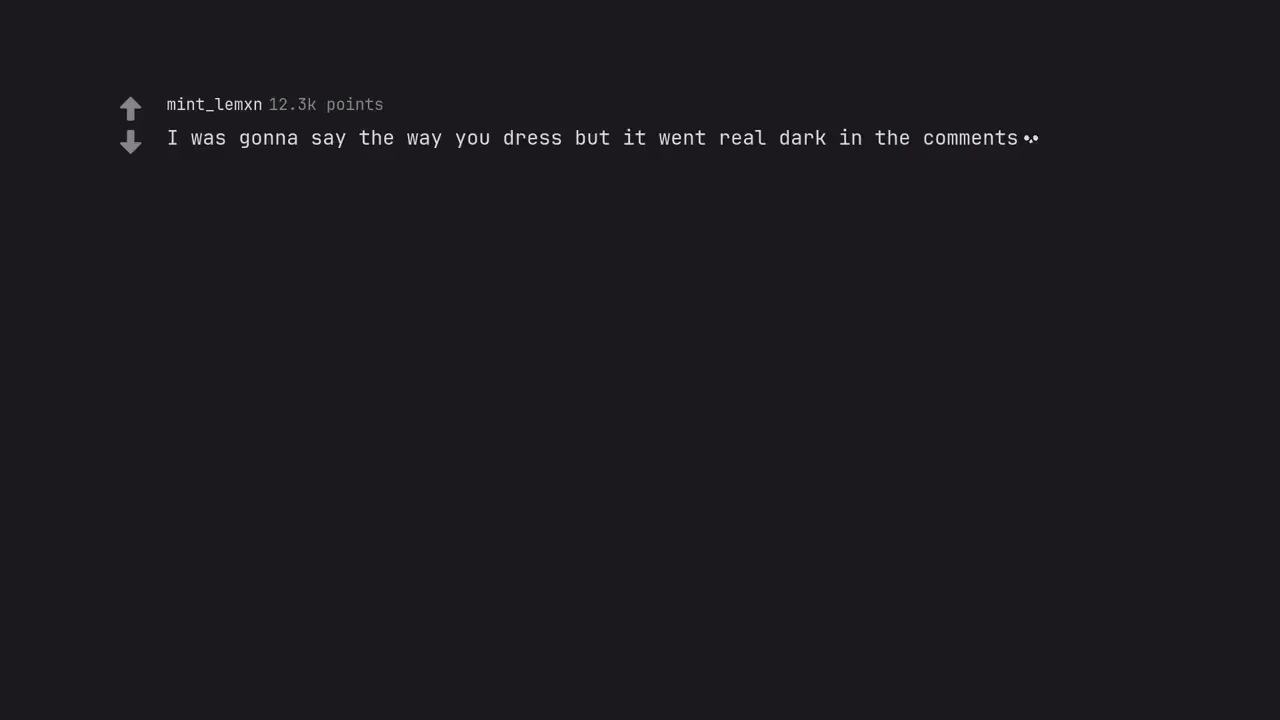 mint_lemxn 12.3k points
I was gonna say the way you dress but it went real dark in the comments